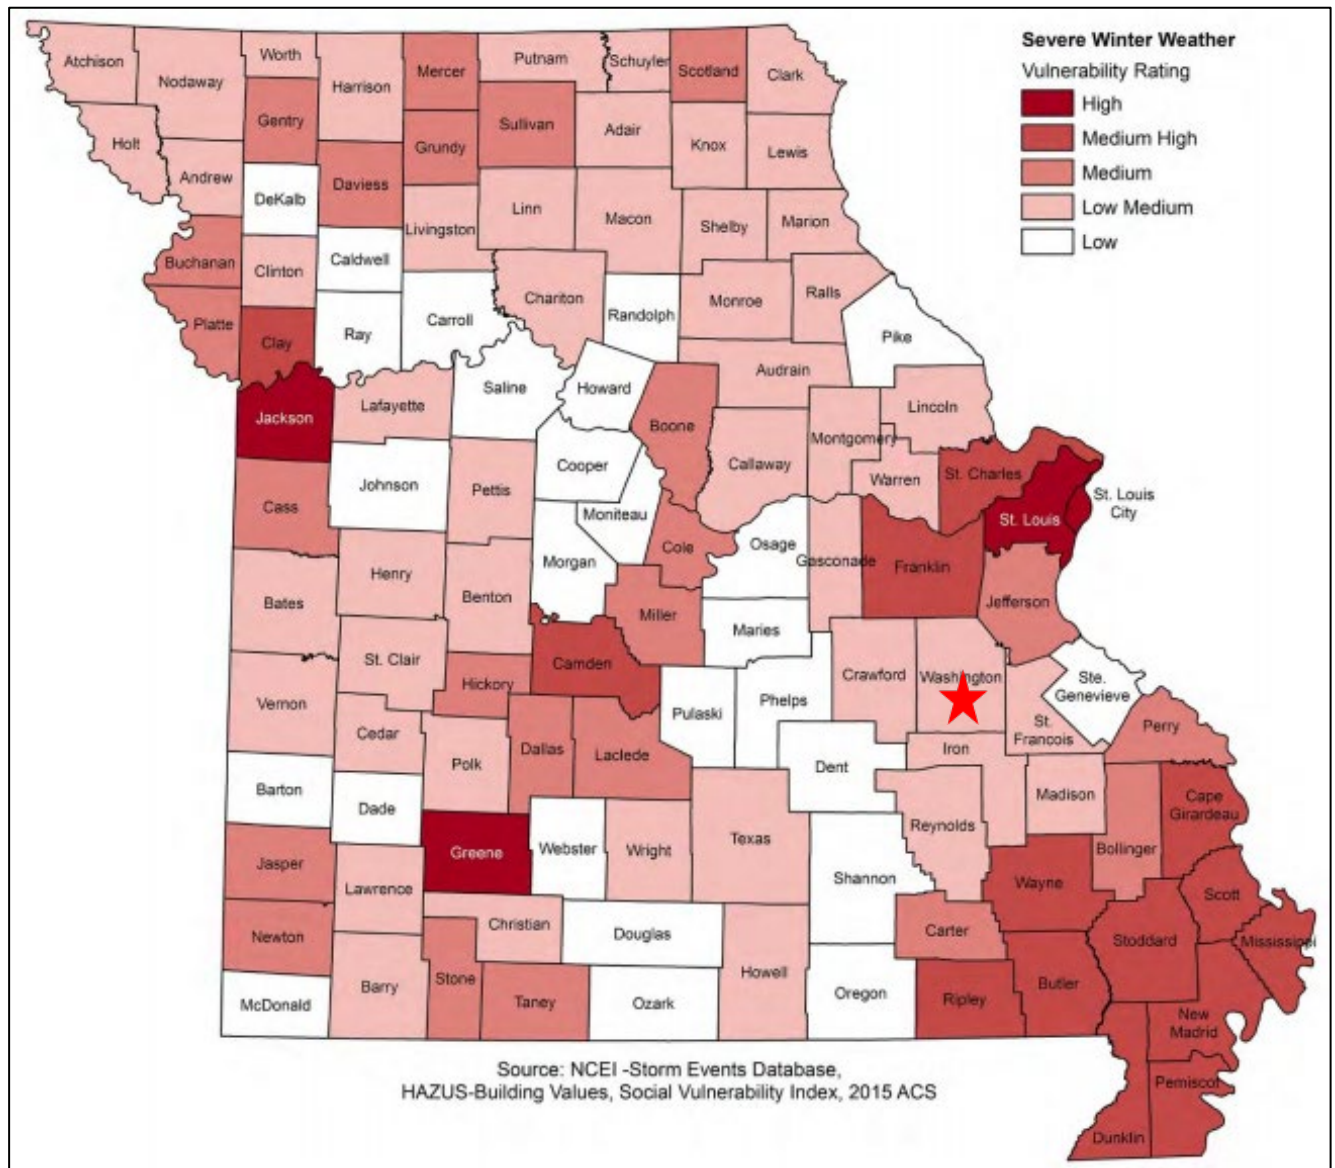 Severe Winter Weather
Vulnerability Rating
High
Medium High
Medium
Low Medium
Low
Atchison
Nodaway
Worth
Harrison
Mercer
Putnam
Schuyler
Scotland
Clark
Holt
Andrew
Gentry
DeKalb
Daviess
Grundy
Sullivan
Adair
Knox
Lewis
Buchanan
Clinton
Caldwell
Livingston
Linn
Macon
Shelby
Marion
Platte
Clay
Ray
Carroll
Chariton
Randolph
Monroe
Ralls
Pike
Jackson
Lafayette
Saline
Howard
Boone
Audrain
Callaway
Montgomery
Lincoln
Warren
St. Charles
St. Louis
St. Louis
City
Cass
Johnson
Pettis
Cooper
Moniteau
Morgan
Cole
Osage
Gasconade
Franklin
Jefferson
Bates
Henry
Benton
Miller
Maries
Camden
St. Clair
Hickory
Vernon
Cedar
Polk
Dallas
Laclede
Pulaski
Phelps
Crawford
Washington
Ste.
Genevieve
St.
Francois
Perry
Iron
Dent
Madison
Barton
Dade
Greene
Webster
Wright
Texas
Reynolds
Bollinger
Cape
Girardeau
Jasper
Lawrence
Christian
Douglas
Shannon
Wayne
Scott
Newton
Stone
Taney
Ozark
Howell
Carter
Stoddard
Mississippi
McDonald
Barry
Oregon
Ripley
Butler
New
Madrid
Pemiscot
Dunklin
Source: NCEI -Storm Events Database,
HAZUS-Building Values, Social Vulnerability Index, 2015 ACS